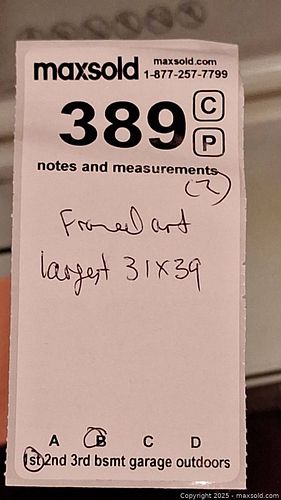 maxsold maxsold.com
1-877-257-7799
389 C
P
notes and measurements
(2)
Framed art
largest 31x39
A B C D
1st 2nd 3rd bsmt garage outdoors
Copyright 2025 - maxsold.com